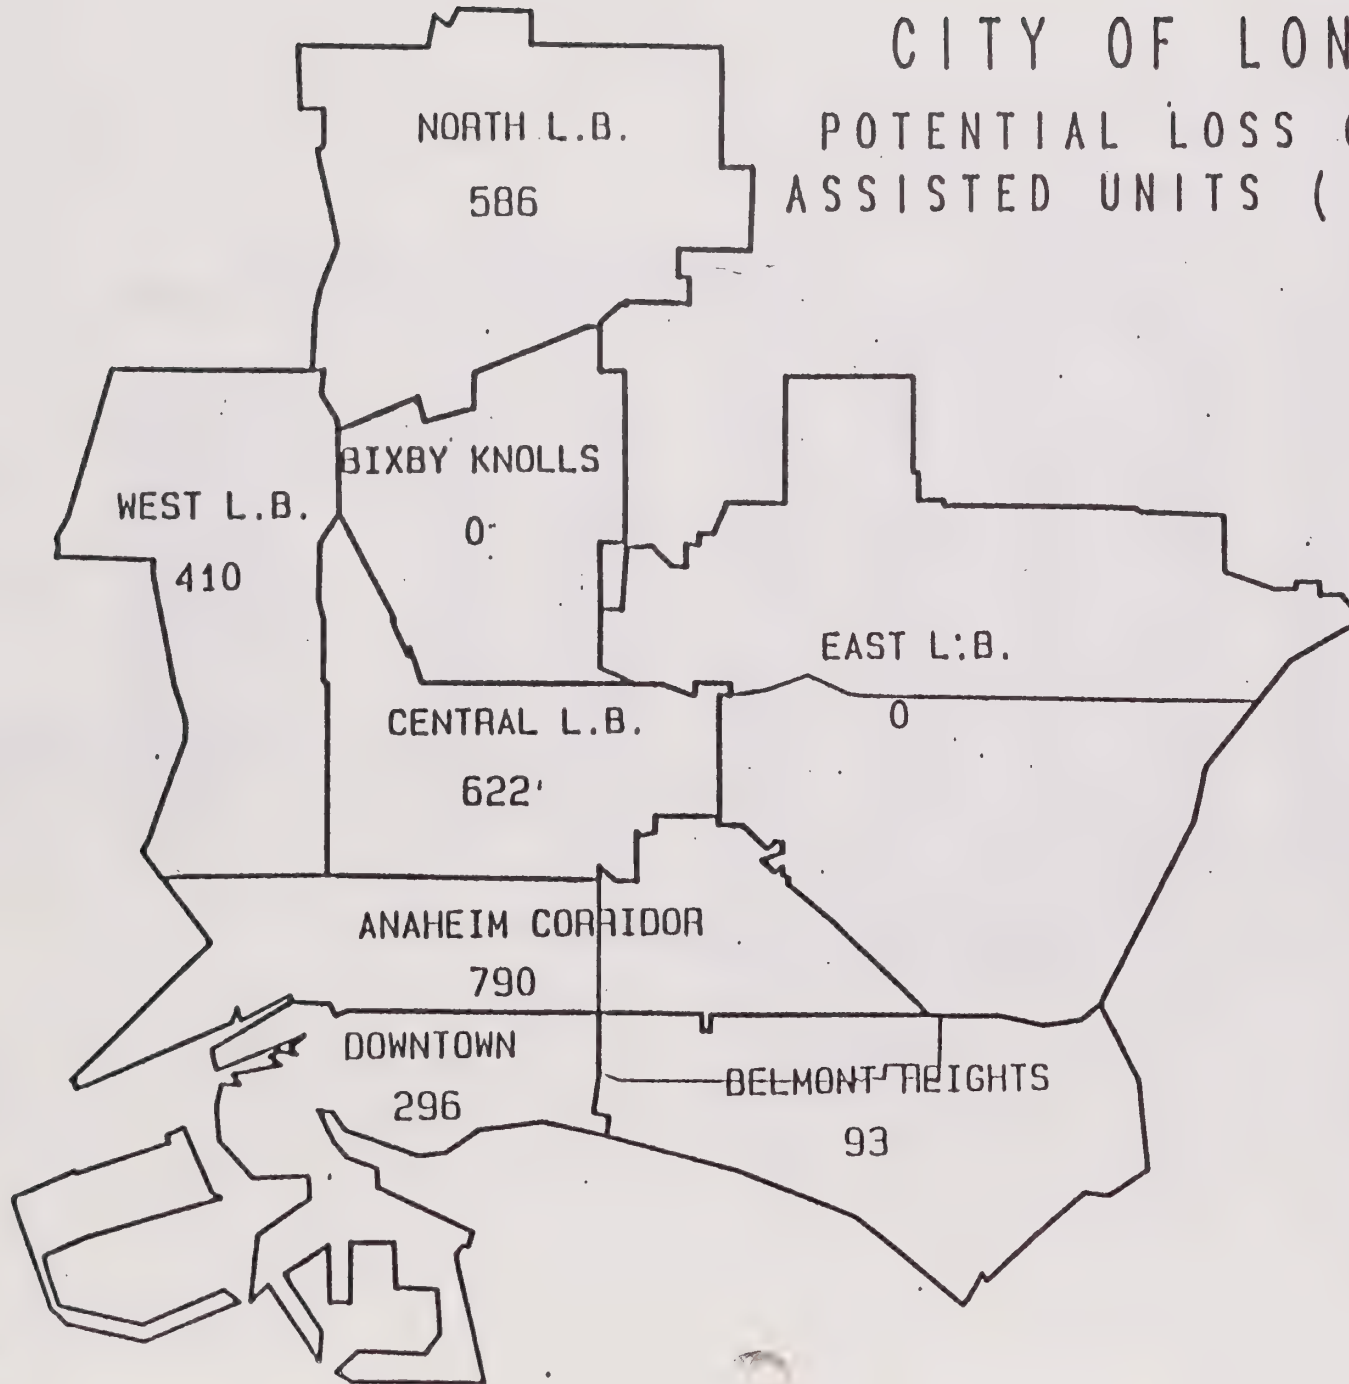 CITY OF LON
POTENTIAL LOSS
ASSISTED UNITS (
NORTH L.B.
586
BIXBY KNOLLS
0
WEST L.B.
410
EAST L.B.
0
CENTRAL L.B.
622
ANAHEIM CORRIDOR
790
DOWNTOWN
296
BELMONT HEIGHTS
93